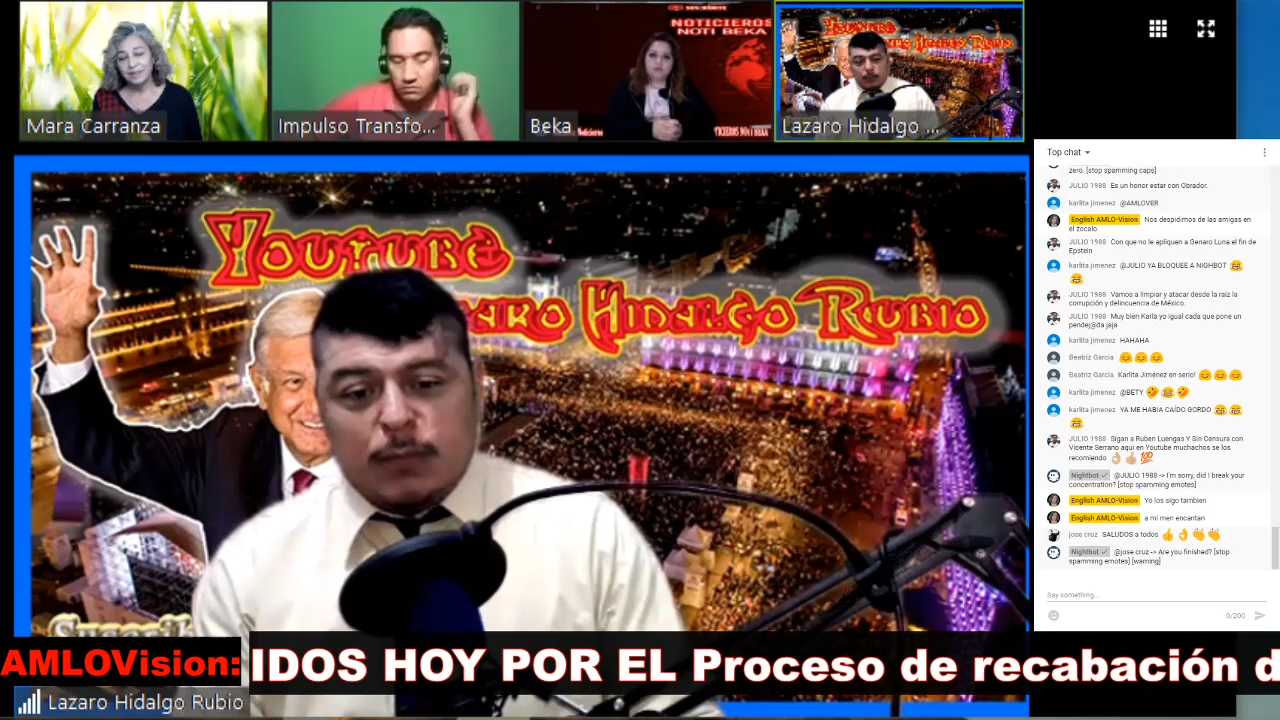 SUSCRÍBETE
NOTICIEROS
NOTI BEKA
Mara Carranza
Impulso Transfo...
Beka
Lazaro Hidalgo ...
YouTube
aro Hidalgo Rubio
Top chat
zero. [stop spamming caps]
JULIO 1988 Es un honor estar con Obrador.
karlita jimenez @AMLOVER
English AMLO-Vision Nos despidimos de las amigas en
el zocalo
JULIO 1988 Con que no le apliquen a Genaro Luna el fin de
Epstein
karlita jimenez @JULIO YA BLOQUEE A NIGHBOT 😂
😂
JULIO 1988 Vamos a limpiar y atacar desde la raíz la
corrupción y delincuencia de México.
JULIO 1988 Muy bien Karla yo igual cada que pone un
pendej@da jaja
karlita jimenez HAHAHA
Beatriz Garcia 😊😊😊
Beatriz Garcia Karlita Jiménez en serio! 😊😊😊
karlita jimenez @BETY 🤣😂🤣
karlita jimenez YA ME HABIA CAÍDO GORDO 😂😂
😂
JULIO 1988 Sigan a Ruben Luengas Y Sin Censura con
Vicente Serrano aqui en Youtube muchachos se los
recomiendo 👌👍💯
Nightbot ✓ @JULIO 1988 -> I'm sorry, did I break your
concentration? [stop spamming emotes]
English AMLO-Vision Yo los sigo tambien
English AMLO-Vision a mi men encantan
jose cruz SALUDOS a todos 👍👌👏👏
Nightbot ✓ @jose cruz -> Are you finished? [stop
spamming emotes] [warning]
Say something...
0/200
AMLOVision: IDOS HOY POR EL Proceso de recabación d
Lazaro Hidalgo Rubio